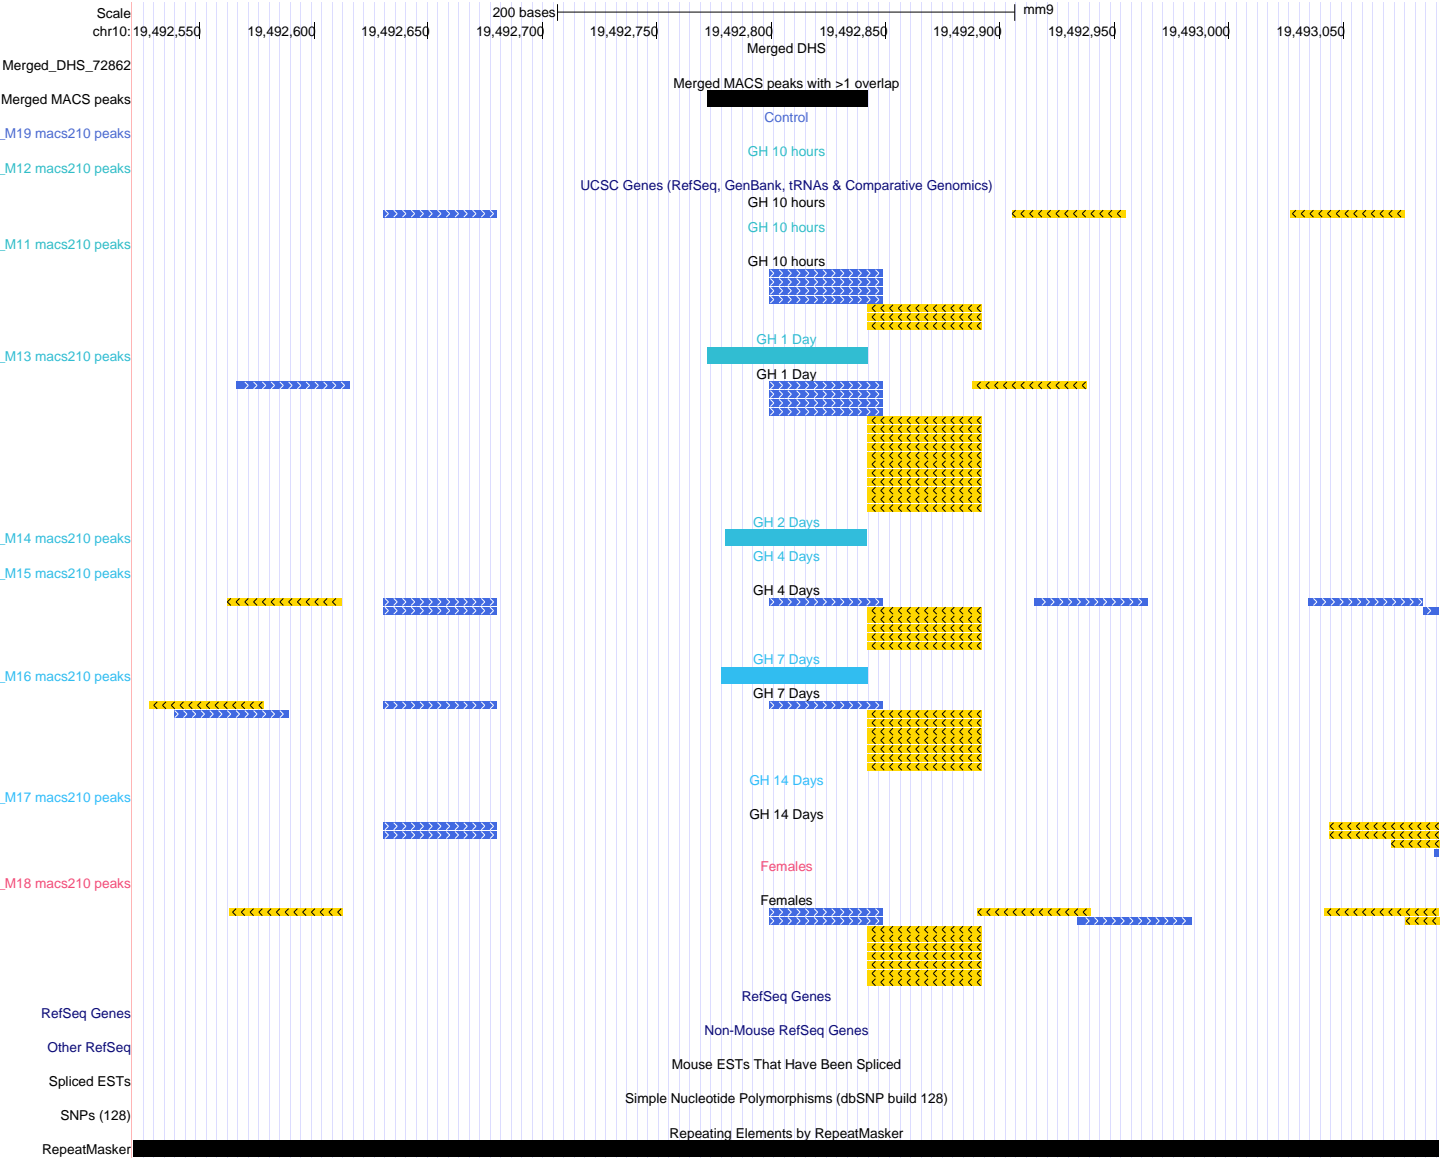 Scale 200 bases mm9
chr10: 19,492,550 19,492,600 19,492,650 19,492,700 19,492,750 19,492,800 19,492,850 19,492,900 19,492,950 19,493,000 19,493,050
Merged DHS
Merged_DHS_72862
Merged MACS peaks with >1 overlap
Merged MACS peaks
Control
_M19 macs210 peaks
GH 10 hours
_M12 macs210 peaks
UCSC Genes (RefSeq, GenBank, tRNAs & Comparative Genomics)
GH 10 hours
GH 10 hours
_M11 macs210 peaks
GH 10 hours
GH 1 Day
_M13 macs210 peaks
GH 1 Day
GH 2 Days
_M14 macs210 peaks
GH 4 Days
_M15 macs210 peaks
GH 4 Days
GH 7 Days
_M16 macs210 peaks
GH 7 Days
GH 14 Days
_M17 macs210 peaks
GH 14 Days
Females
_M18 macs210 peaks
Females
RefSeq Genes
RefSeq Genes
Non-Mouse RefSeq Genes
Other RefSeq
Mouse ESTs That Have Been Spliced
Spliced ESTs
Simple Nucleotide Polymorphisms (dbSNP build 128)
SNPs (128)
Repeating Elements by RepeatMasker
RepeatMasker